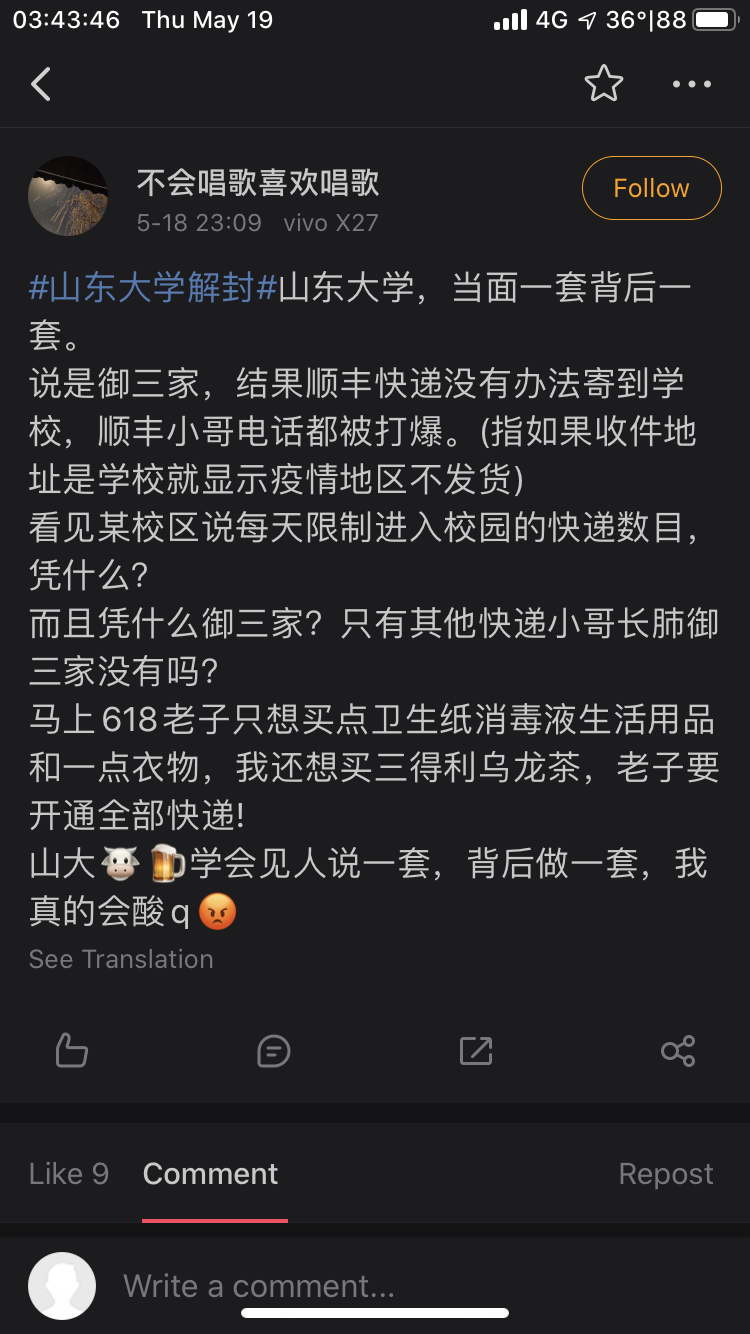 03:43:46 Thu May 19 4G 36°|88
不会唱歌喜欢唱歌
Follow
5-18 23:09 vivo X27
#山东大学解封#山东大学，当面一套背后一
套。
说是御三家，结果顺丰快递没有办法寄到学
校，顺丰小哥电话都被打爆。(指如果收件地
址是学校就显示疫情地区不发货)
看见某校区说每天限制进入校园的快递数目，
凭什么?
而且凭什么御三家？只有其他快递小哥长肺御
三家没有吗?
马上618老子只想买点卫生纸消毒液生活用品
和一点衣物，我还想买三得利乌龙茶，老子要
开通全部快递!
山大🐮🍺学会见人说一套，背后做一套，我
真的会酸q😡
See Translation
Like 9 Comment Repost
Write a comment...